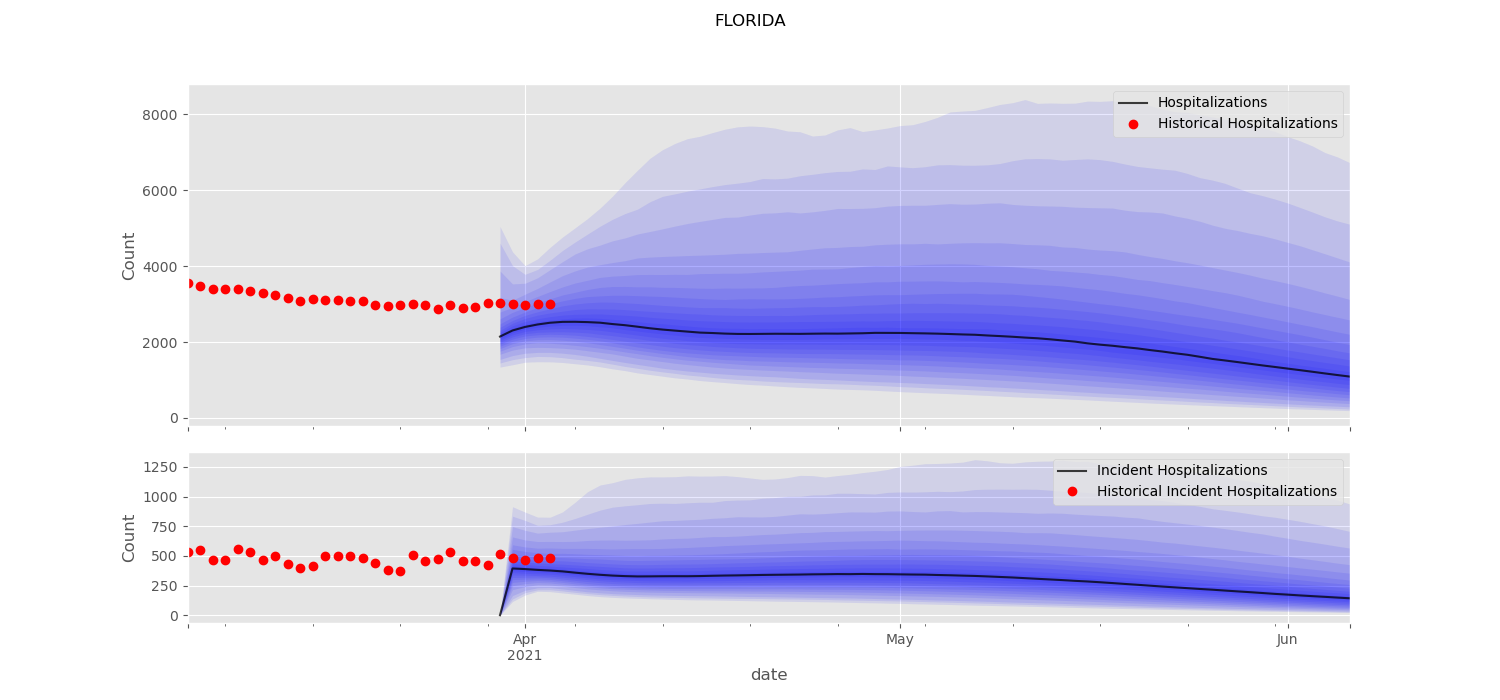 FLORIDA
Hospitalizations
Historical Hospitalizations
8000
6000
4000
2000
0
Count
Incident Hospitalizations
Historical Incident Hospitalizations
1250
1000
750
500
250
0
Count
Apr
2021
May
Jun
date